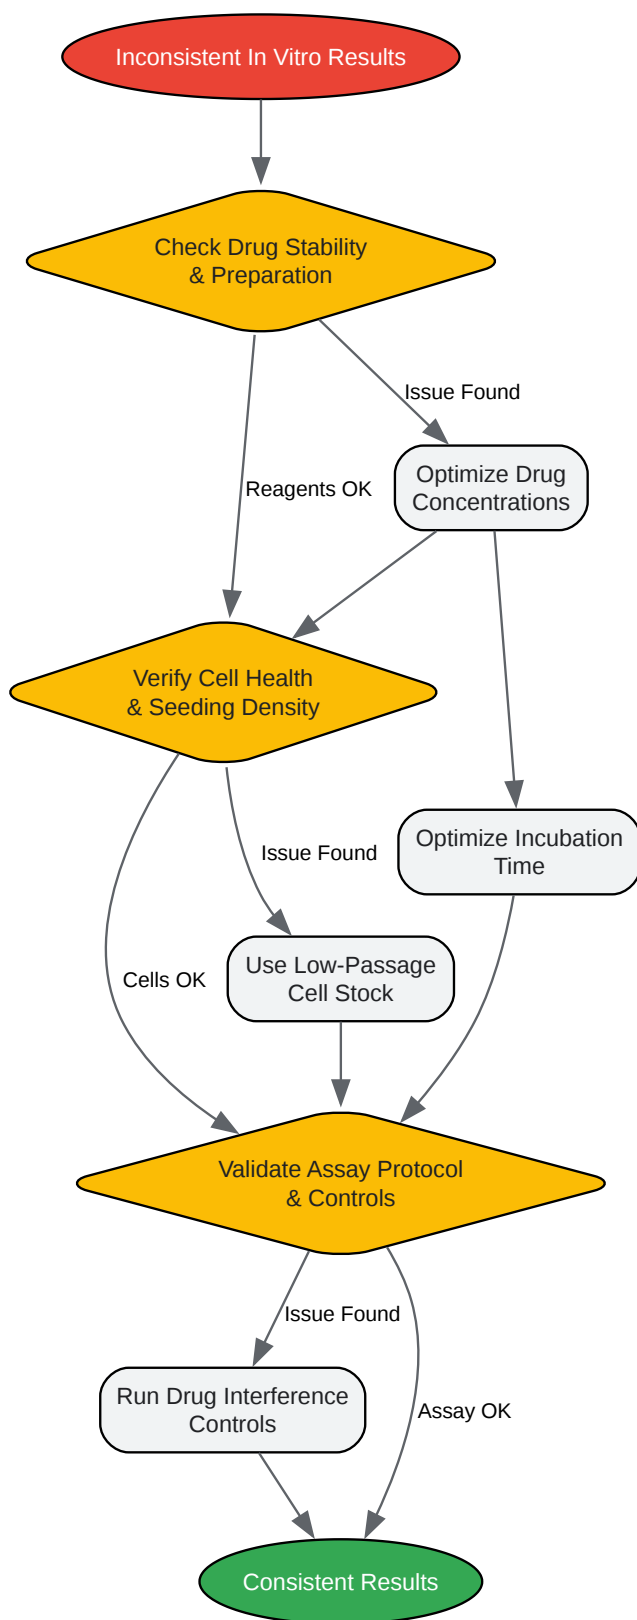 Inconsistent In Vitro Results
Check Drug Stability
& Preparation
Issue Found
Optimize Drug
Concentrations
Reagents OK
Verify Cell Health
& Seeding Density
Optimize Incubation
Time
Issue Found
Use Low-Passage
Cell Stock
Cells OK
Validate Assay Protocol
& Controls
Issue Found
Run Drug Interference
Controls
Assay OK
Consistent Results